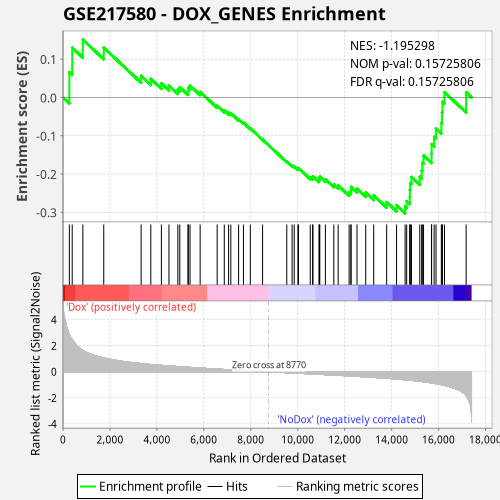 GSE217580 - DOX_GENES Enrichment
NES: -1.195298
NOM p-val: 0.15725806
FDR q-val: 0.15725806
Enrichment score (ES)
0.1
0.0
-0.1
-0.2
-0.3
'Dox' (positively correlated)
Zero cross at 8770
'NoDox' (negatively correlated)
Ranked list metric (Signal2Noise)
4
2
0
-2
-4
0 2,000 4,000 6,000 8,000 10,000 12,000 14,000 16,000 18,000
Rank in Ordered Dataset
Enrichment profile Hits Ranking metric scores